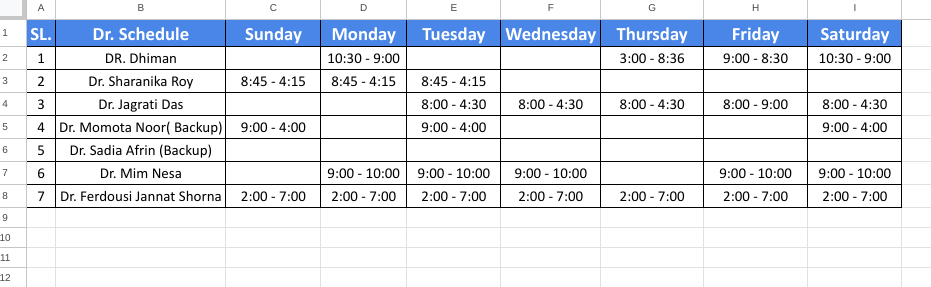 A B C D E F G H I
1 SL. Dr. Schedule Sunday Monday Tuesday Wednesday Thursday Friday Saturday
2 1 DR. Dhiman 10:30 - 9:00 3:00 - 8:36 9:00 - 8:30 10:30 - 9:00
3 2 Dr. Sharanika Roy 8:45 - 4:15 8:45 - 4:15 8:45 - 4:15
4 3 Dr. Jagrati Das 8:00 - 4:30 8:00 - 4:30 8:00 - 4:30 8:00 - 9:00 8:00 - 4:30
5 4 Dr. Momota Noor( Backup) 9:00 - 4:00 9:00 - 4:00 9:00 - 4:00
6 5 Dr. Sadia Afrin (Backup)
7 6 Dr. Mim Nesa 9:00 - 10:00 9:00 - 10:00 9:00 - 10:00 9:00 - 10:00 9:00 - 10:00
8 7 Dr. Ferdousi Jannat Shorna 2:00 - 7:00 2:00 - 7:00 2:00 - 7:00 2:00 - 7:00 2:00 - 7:00 2:00 - 7:00 2:00 - 7:00
9
10
11
12